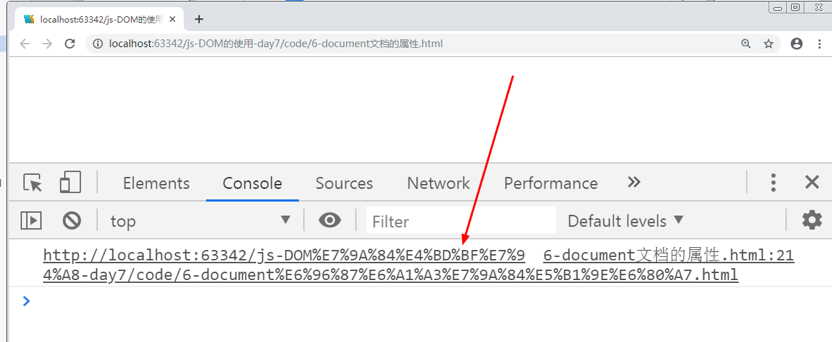 localhost:63342/js-DOM的使用
localhost:63342/js-DOM的使用-day7/code/6-document文档的属性.html
Elements Console Sources Network Performance
top Filter Default levels
http://localhost:63342/js-DOM%E7%9A%84%E4%BD%BF%E7%9 6-document文档的属性.html:21
4%A8-day7/code/6-document%E6%96%87%E6%A1%A3%E7%9A%84%E5%B1%9E%E6%80%A7.html 4